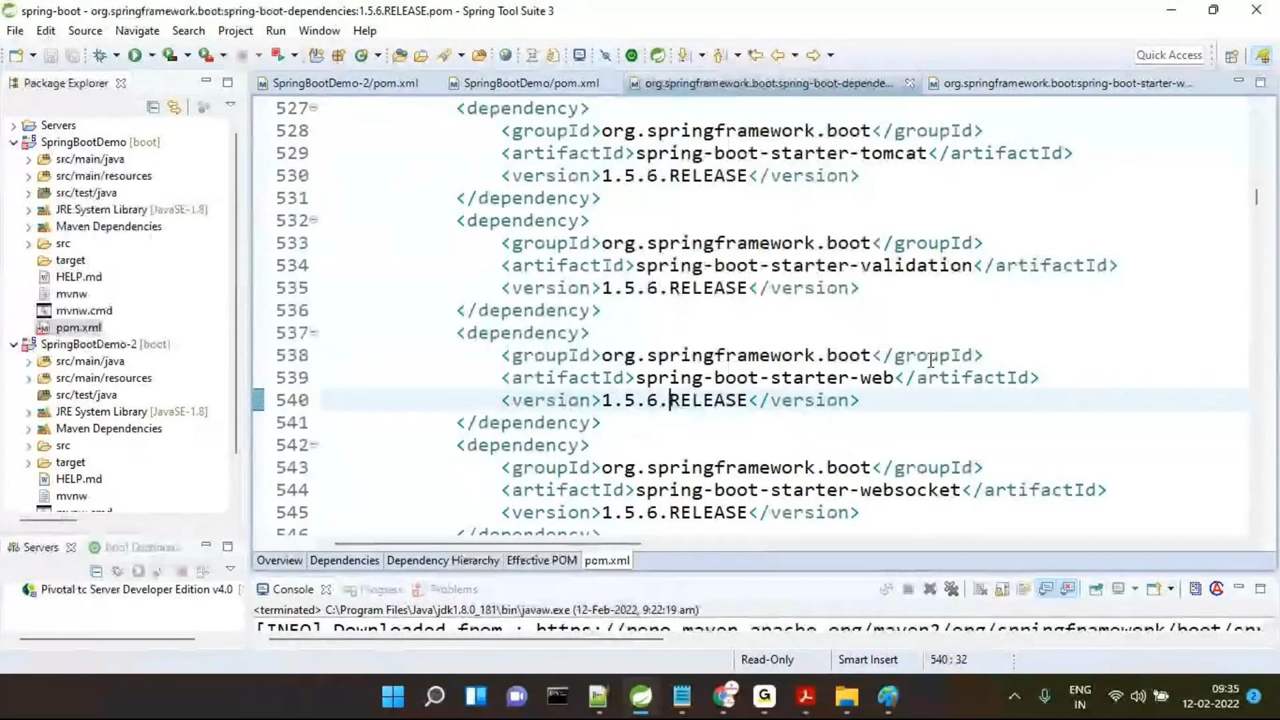 spring-boot - org.springframework.boot:spring-boot-dependencies:1.5.6.RELEASE.pom - Spring Tool Suite 3
File Edit Source Navigate Search Project Run Window Help
Quick Access
Package Explorer
SpringBootDemo-2/pom.xml
SpringBootDemo/pom.xml
org.springframework.boot:spring-boot-depende...
org.springframework.boot:spring-boot-starter-w...
Servers
SpringBootDemo [boot]
src/main/java
src/main/resources
src/test/java
JRE System Library [JavaSE-1.8]
Maven Dependencies
src
target
HELP.md
mvnw
mvnw.cmd
pom.xml
SpringBootDemo-2 [boot]
src/main/java
src/main/resources
src/test/java
JRE System Library [JavaSE-1.8]
Maven Dependencies
src
target
HELP.md
mvnw
527 <dependency>
528 <groupId>org.springframework.boot</groupId>
529 <artifactId>spring-boot-starter-tomcat</artifactId>
530 <version>1.5.6.RELEASE</version>
531 </dependency>
532 <dependency>
533 <groupId>org.springframework.boot</groupId>
534 <artifactId>spring-boot-starter-validation</artifactId>
535 <version>1.5.6.RELEASE</version>
536 </dependency>
537 <dependency>
538 <groupId>org.springframework.boot</groupId>
539 <artifactId>spring-boot-starter-web</artifactId>
540 <version>1.5.6.RELEASE</version>
541 </dependency>
542 <dependency>
543 <groupId>org.springframework.boot</groupId>
544 <artifactId>spring-boot-starter-websocket</artifactId>
545 <version>1.5.6.RELEASE</version>
546 </dependency>
Overview Dependencies Dependency Hierarchy Effective POM pom.xml
Servers
Pivotal tc Server Developer Edition v4.0
Console Progress Problems
<terminated> C:\Program Files\Java\jdk1.8.0_181\bin\javaw.exe (12-Feb-2022, 9:22:19 am)
[INFO] Downloaded from : https://repo.maven.apache.org/maven2/org/springframework/boot/spr
Read-Only Smart Insert 540 : 32
ENG
IN
09:35
12-02-2022
2